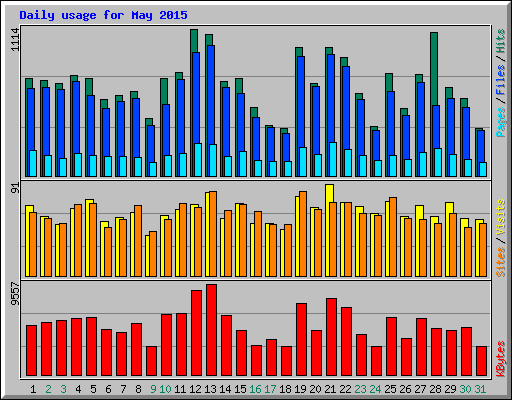 Daily usage for May 2015
1114
Pages/Files/Hits
91
Sites/Visits
9557
KBytes
1 2 3 4 5 6 7 8 9 10 11 12 13 14 15 16 17 18 19 20 21 22 23 24 25 26 27 28 29 30 31